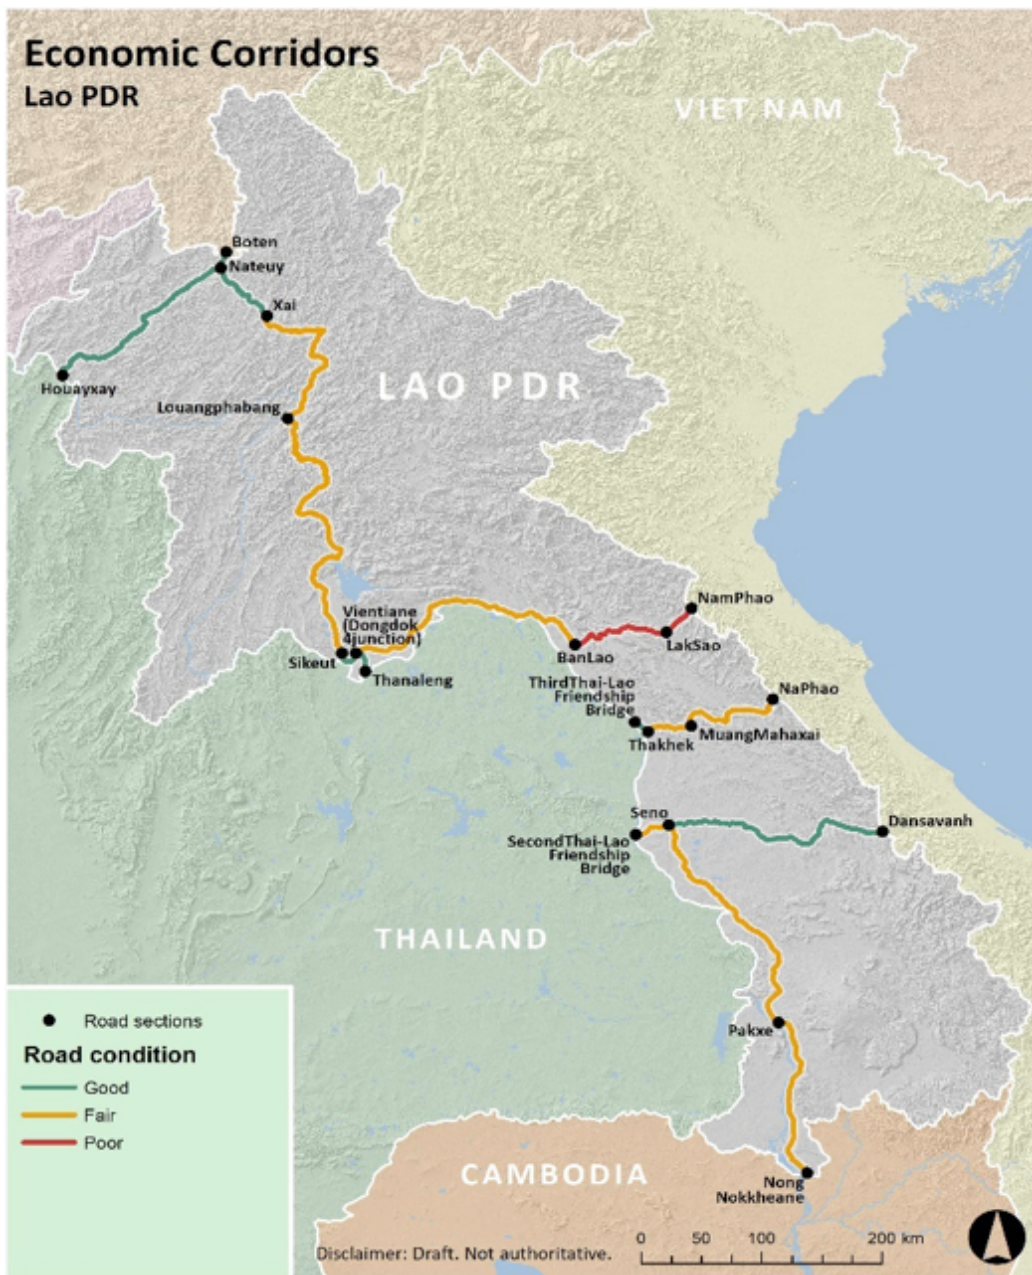 Economic Corridors
Lao PDR
VIET NAM
Boten
Nateuy
Xai
Houayxay
LAO PDR
Louangphabang
Vientiane
(Dongdok
4junction)
Sikeut
Thanaleng
NamPhao
LakSao
BanLao
ThirdThai-Lao
Friendship
Bridge
NaPhao
MuangMahaxai
Thakhek
Seno
Dansavanh
SecondThai-Lao
Friendship
Bridge
THAILAND
Pakxe
Road sections
Road condition
Good
Fair
Poor
CAMBODIA
Nong
Nokkheane
Disclaimer: Draft. Not authoritative.
0 50 100 200 km